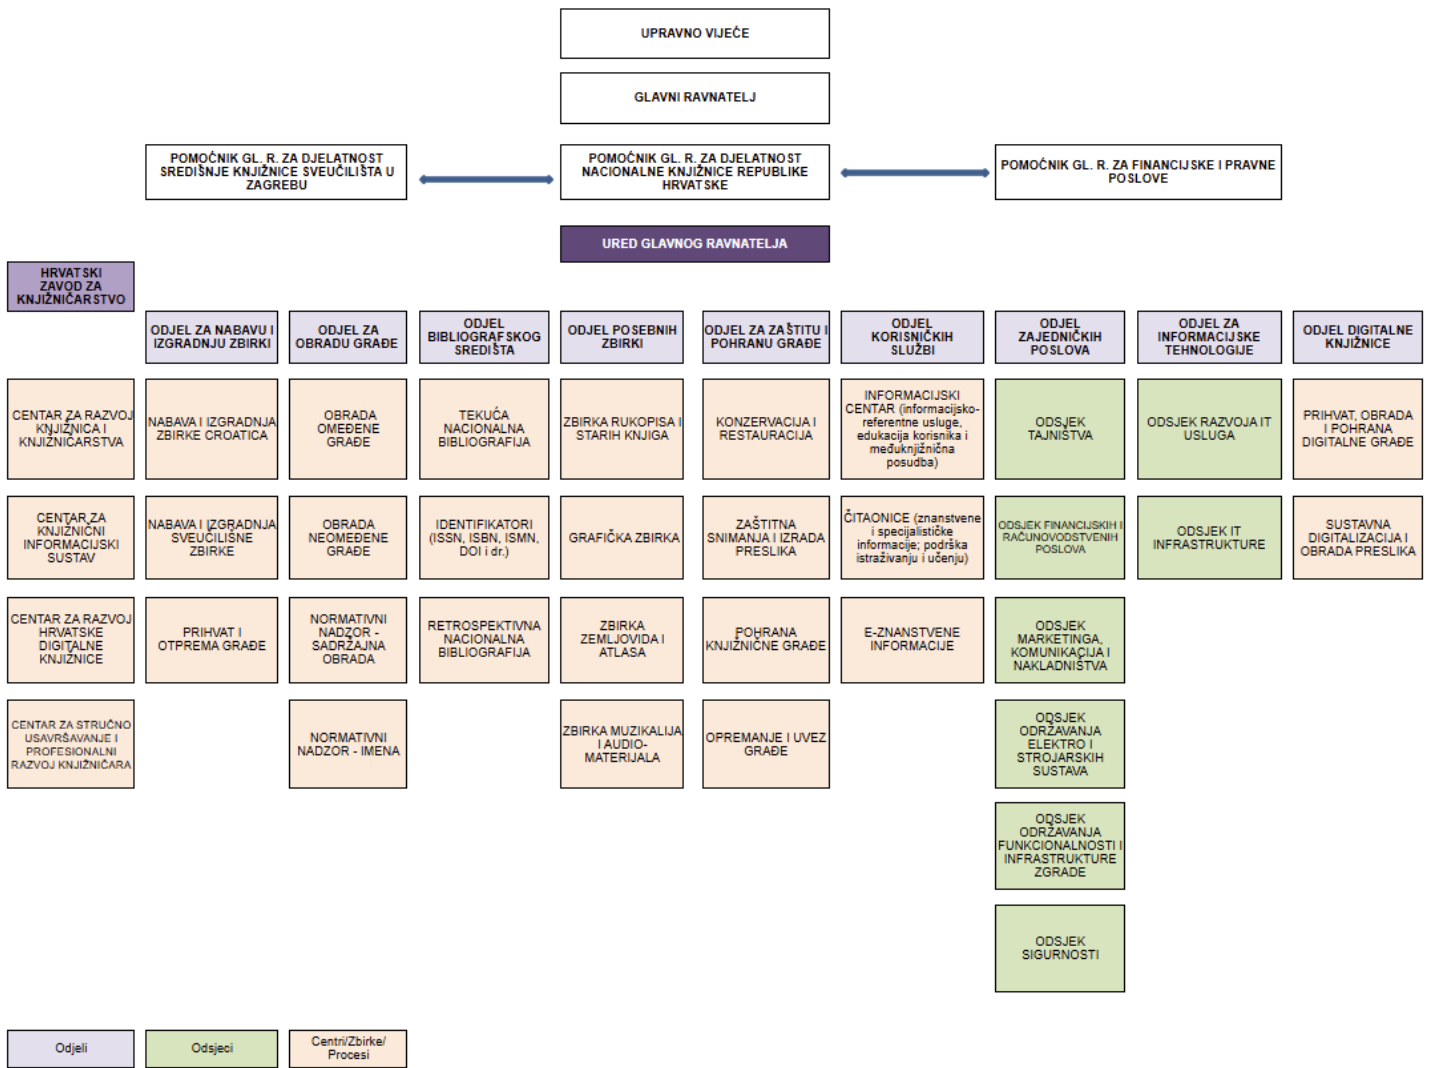 UPRAVNO VIJEĆE
GLAVNI RAVNATELJ
POMOĆNIK GL. R. ZA DJELATNOST
SREDIŠNJE KNJIŽNICE SVEUČILIŠTA U
ZAGREBU
POMOĆNIK GL. R. ZA DJELATNOST
NACIONALNE KNJIŽNICE REPUBLIKE
HRVATSKE
POMOĆNIK GL. R. ZA FINANCIJSKE I PRAVNE
POSLOVE
URED GLAVNOG RAVNATELJA
HRVATSKI
ZAVOD ZA
KNJIŽNIČARSTVO
ODJEL ZA NABAVU I
IZGRADNJU ZBIRKI
ODJEL ZA
OBRADU GRAĐE
ODJEL
BIBLIOGRAFSKOG
SREDIŠTA
ODJEL POSEBNIH
ZBIRKI
ODJEL ZA ZAŠTITU I
POHRANU GRAĐE
ODJEL
KORISNIČKIH
SLUŽBI
ODJEL
ZAJEDNIČKIH
POSLOVA
ODJEL ZA
INFORMACIJSKE
TEHNOLOGIJE
ODJEL DIGITALNE
KNJIŽNICE
CENTAR ZA RAZVOJ
KNJIŽNICA I
KNJIŽNIČARSTVA
NABAVA I IZGRADNJA
ZBIRKE CROATICA
OBRADA
OMEĐENE
GRAĐE
TEKUĆA
NACIONALNA
BIBLIOGRAFIJA
ZBIRKA RUKOPISA I
STARIH KNJIGA
KONZERVACIJA I
RESTAURACIJA
INFORMACIJSKI
CENTAR (informacijsko-
referentne usluge,
edukacija korisnika i
međuknjižnična
posudba)
ODSJEK
TAJNIŠTVA
ODSJEK RAZVOJA IT
USLUGA
PRIHVAT, OBRADA
I POHRANA
DIGITALNE GRAĐE
CENTAR ZA
KNJIŽNIČNI
INFORMACIJSKI
SUSTAV
NABAVA I IZGRADNJA
SVEUČILIŠNE
ZBIRKE
OBRADA
NEOMEĐENE
GRAĐE
IDENTIFIKATORI
(ISSN, ISBN, ISMN,
DOI i dr.)
GRAFIČKA ZBIRKA
ZAŠTITNA
SNIMANJA I IZRADA
PRESLIKA
ČITAONICE (znanstvene
i specijalističke
informacije; podrška
istraživanju i učenju)
ODSJEK FINANCIJSKIH I
RAČUNOVODSTVENIH
POSLOVA
ODSJEK IT
INFRASTRUKTURE
SUSTAVNA
DIGITALIZACIJA I
OBRADA PRESLIKA
CENTAR ZA RAZVOJ
HRVATSKE
DIGITALNE
KNJIŽNICE
PRIHVAT I
OTPREMA GRAĐE
NORMATIVNI
NADZOR -
SADRŽAJNA
OBRADA
RETROSPEKTIVNA
NACIONALNA
BIBLIOGRAFIJA
ZBIRKA
ZEMLJOVIDA I
ATLASA
POHRANA
KNJIŽNIČNE GRAĐE
E-ZNANSTVENE
INFORMACIJE
ODSJEK
MARKETINGA,
KOMUNIKACIJA I
NAKLADNIŠTVA
CENTAR ZA STRUČNO
USAVRŠAVANJE I
PROFESIONALNI
RAZVOJ KNJIŽNIČARA
NORMATIVNI
NADZOR - IMENA
ZBIRKA MUZIKALIJA
I AUDIO-
MATERIJALA
OPREMANJE I UVEZ
GRAĐE
ODSJEK
ODRŽAVANJA
ELEKTRO I
STROJARSKIH
SUSTAVA
ODSJEK
ODRŽAVANJA
FUNKCIONALNOSTI I
INFRASTRUKTURE
ZGRADE
ODSJEK
SIGURNOSTI
Odjeli
Odsjeci
Centri/Zbirke/
Procesi